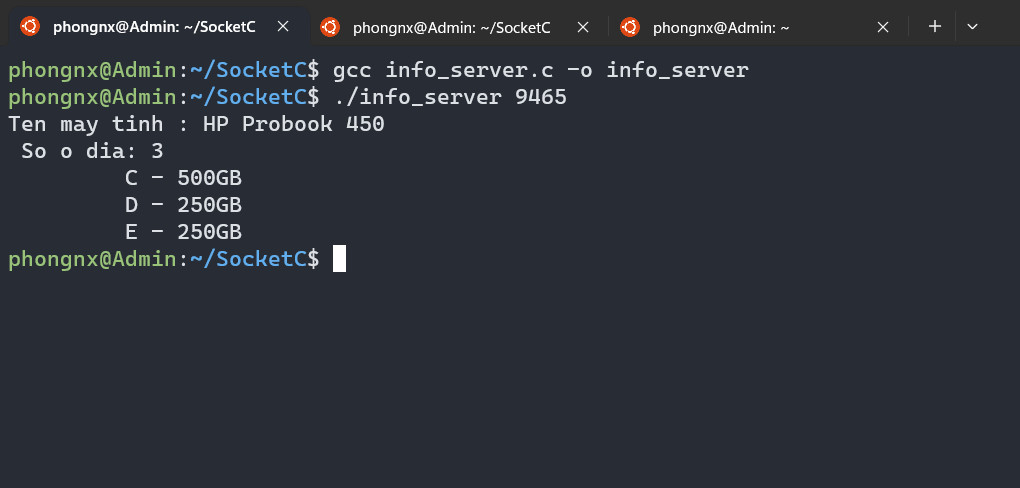 phongnx@Admin: ~/SocketC phongnx@Admin: ~/SocketC phongnx@Admin: ~
phongnx@Admin:~/SocketC$ gcc info_server.c -o info_server
phongnx@Admin:~/SocketC$ ./info_server 9465
Ten may tinh : HP Probook 450
So o dia: 3
C - 500GB
D - 250GB
E - 250GB
phongnx@Admin:~/SocketC$